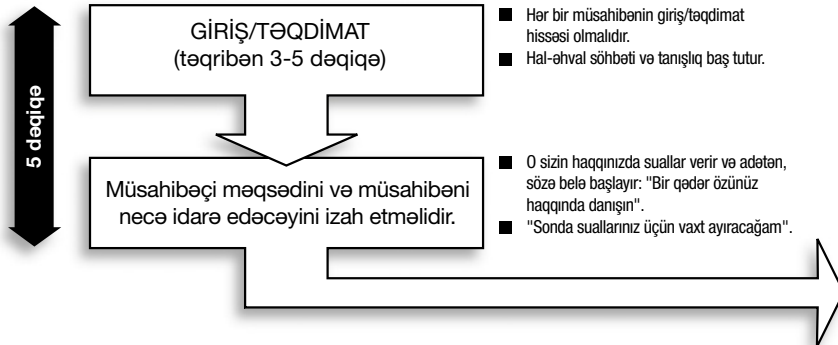 GİRİŞ/TƏQDİMAT
(təqribən 3-5 dəqiqə)
■ Hər bir müsahibənin giriş/təqdimat
hissəsi olmalıdır.
■ Hal-əhval söhbəti və tanışlıq baş tutur.
5 dəqiqə
Müsahibəçi məqsədini və müsahibəni
necə idarə edəcəyini izah etməlidir.
■ O sizin haqqınızda suallar verir və adətən,
sözə belə başlayır: "Bir qədər özünüz
haqqında danışın".
■ "Sonda suallarınız üçün vaxt ayıracağam".